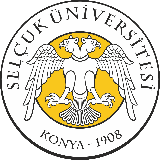 SELÇUK ÜNİVERSİTESİ
KONYA - 1908